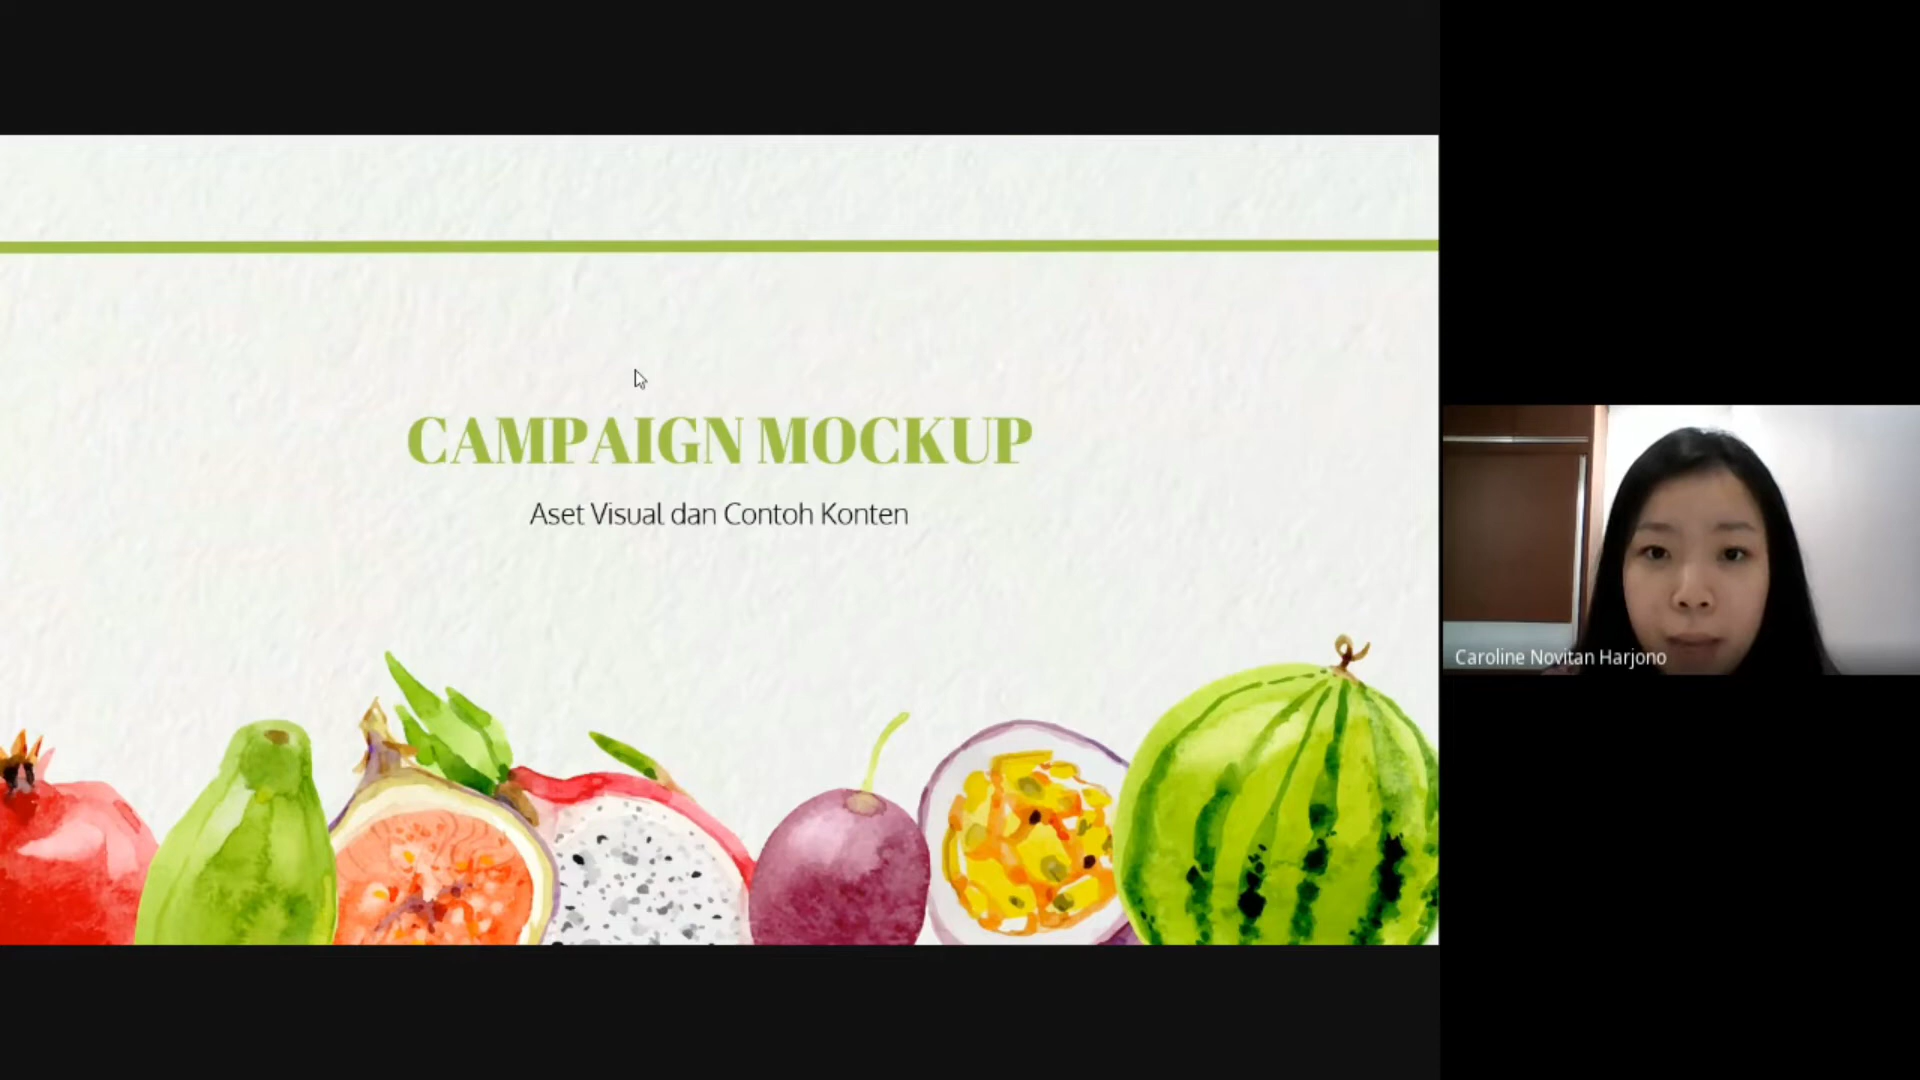 CAMPAIGN MOCKUP
Aset Visual dan Contoh Konten
Caroline Novitan Harjono